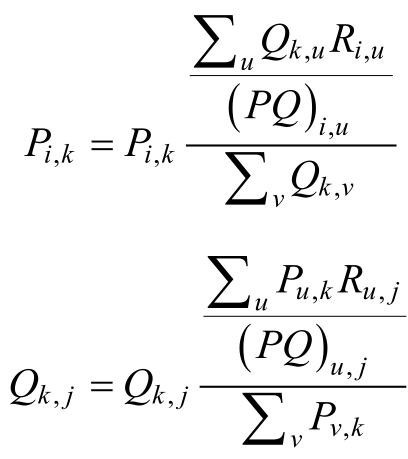 P_{i,k} = P_{i,k} \frac{\frac{\sum_u Q_{k,u} R_{i,u}}{(PQ)_{i,u}}}{\sum_v Q_{k,v}}
Q_{k,j} = Q_{k,j} \frac{\frac{\sum_u P_{u,k} R_{u,j}}{(PQ)_{u,j}}}{\sum_v P_{v,k}}